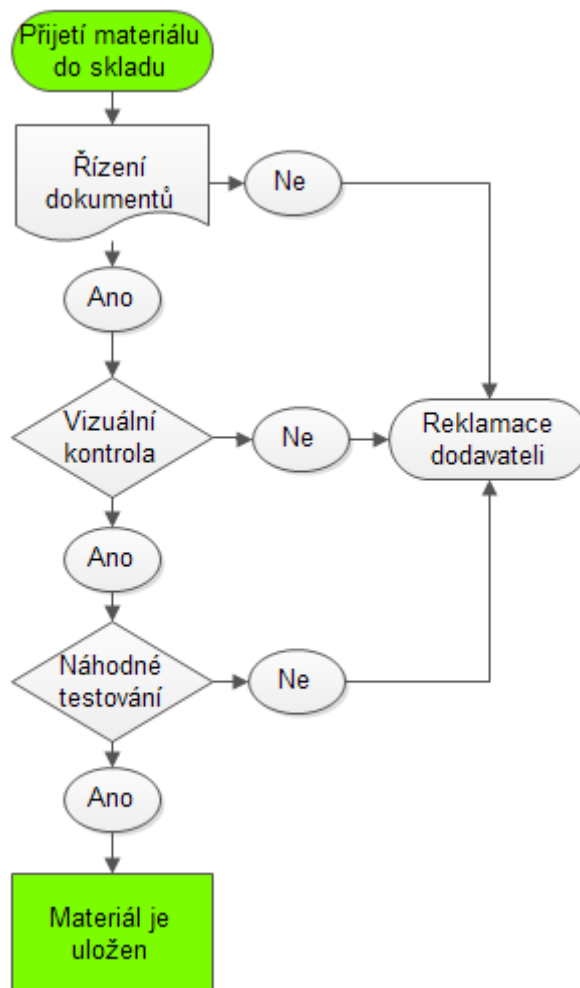 Přijetí materiálu
do skladu
Řízení
dokumentů
Ne
Ano
Vizuální
kontrola
Ne
Reklamace
dodavateli
Ano
Náhodné
testování
Ne
Ano
Materiál je
uložen